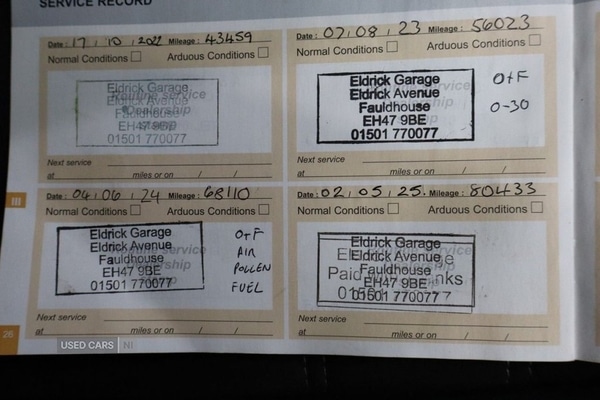 SERVICE RECORD
Date: 17 / 10 / 2022 Mileage: 43459
Normal Conditions Arduous Conditions
Eldrick Garage
Eldrick Avenue
Fauldhouse
EH47 9BE
01501 770077
Routine service
Dealership
Stamp
Next service
at miles or on / /
Date: 07 / 08 / 23 Mileage: 56023
Normal Conditions Arduous Conditions
Eldrick Garage
Eldrick Avenue
Fauldhouse
EH47 9BE
01501 770077
O+F
0-30
Next service
at miles or on / /
III
Date: 04 / 06 / 24 Mileage: 68110
Normal Conditions Arduous Conditions
Eldrick Garage
Eldrick Avenue
Fauldhouse
EH47 9BE
01501 770077
O+F
AIR
POLLEN
FUEL
Next service
at miles or on / /
Date: 02 / 05 / 25. Mileage: 80433
Normal Conditions Arduous Conditions
Eldrick Garage
Eldrick Avenue
Fauldhouse
EH47 9BE
01501 770077
Next service
at miles or on / /
26
USED CARS NI